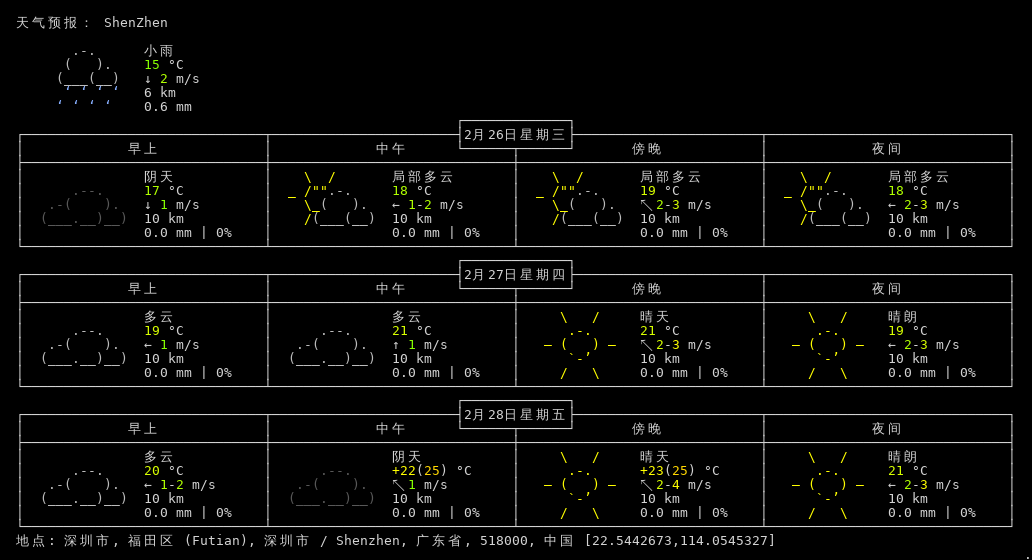 天气预报： ShenZhen
小雨
15 °C
↓ 2 m/s
6 km
0.6 mm
2月26日星期三
早上 中午 傍晚 夜间
阴天 局部多云 局部多云 局部多云
17 °C 18 °C 19 °C 18 °C
↓ 1 m/s ← 1-2 m/s ↖ 2-3 m/s ← 2-3 m/s
10 km 10 km 10 km 10 km
0.0 mm | 0% 0.0 mm | 0% 0.0 mm | 0% 0.0 mm | 0%
2月27日星期四
早上 中午 傍晚 夜间
多云 多云 晴天 晴朗
19 °C 21 °C 21 °C 19 °C
← 1 m/s ↑ 1 m/s ↖ 2-3 m/s ← 2-3 m/s
10 km 10 km 10 km 10 km
0.0 mm | 0% 0.0 mm | 0% 0.0 mm | 0% 0.0 mm | 0%
2月28日星期五
早上 中午 傍晚 夜间
多云 阴天 晴天 晴朗
20 °C +22(25) °C +23(25) °C 21 °C
← 1-2 m/s ↖ 1 m/s ↖ 2-4 m/s ← 2-3 m/s
10 km 10 km 10 km 10 km
0.0 mm | 0% 0.0 mm | 0% 0.0 mm | 0% 0.0 mm | 0%
地点: 深圳市, 福田区 (Futian), 深圳市 / Shenzhen, 广东省, 518000, 中国 [22.5442673,114.0545327]